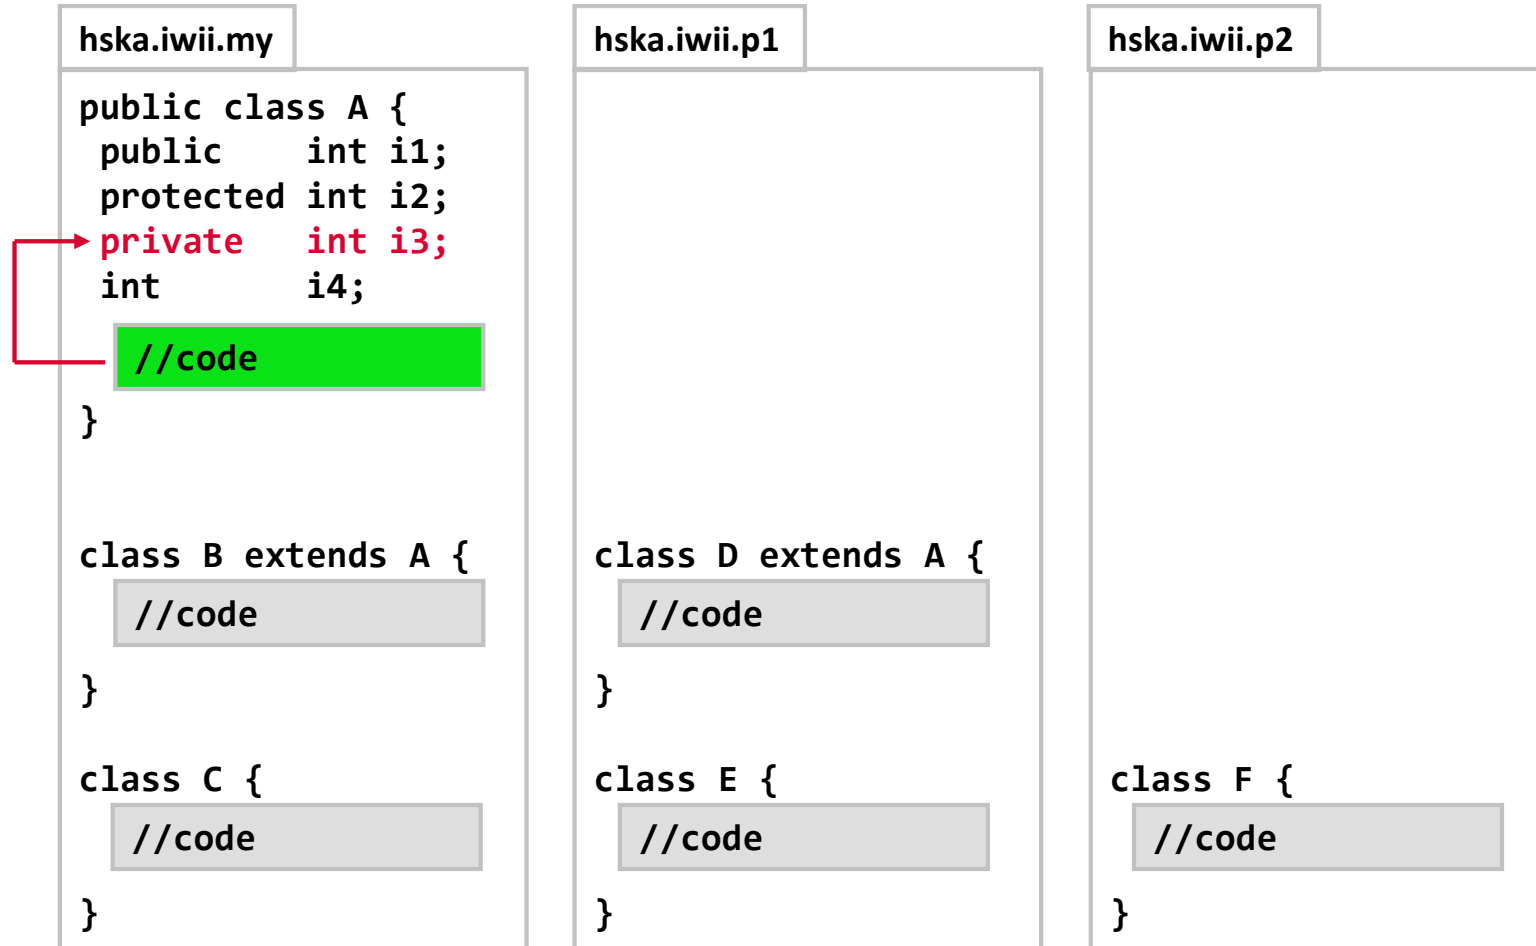 hska.iwii.my
public class A {
public int i1;
protected int i2;
private int i3;
int i4;
//code
}
class B extends A {
//code
}
class C {
//code
}
hska.iwii.p1
class D extends A {
//code
}
class E {
//code
}
hska.iwii.p2
class F {
//code
}